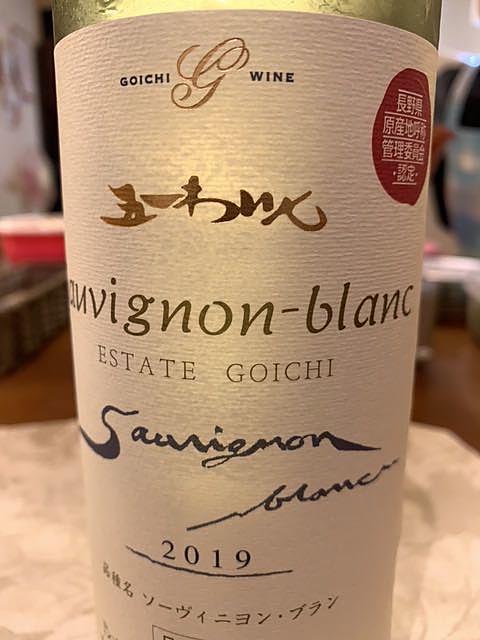 GOICHI G WINE
長野県
原産地呼称
管理委員会
・認定・
五一わいん
auvignon-blanc
ESTATE GOICHI
Sauvignon
blanc
2019
品種名 ソーヴィニヨン・ブラン